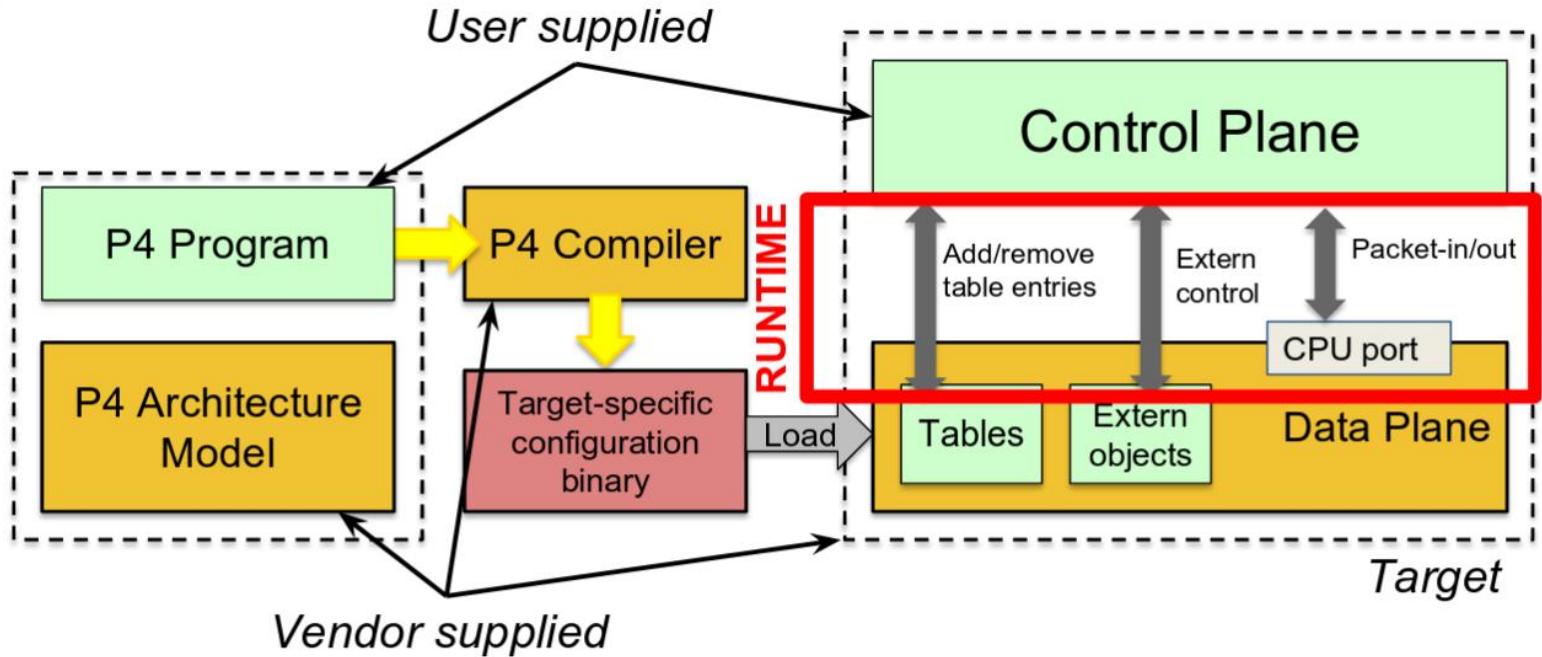 User supplied
Control Plane
P4 Program
P4 Compiler
RUNTIME
Add/remove
table entries
Extern
control
Packet-in/out
CPU port
P4 Architecture
Model
Target-specific
configuration
binary
Load
Tables
Extern
objects
Data Plane
Target
Vendor supplied